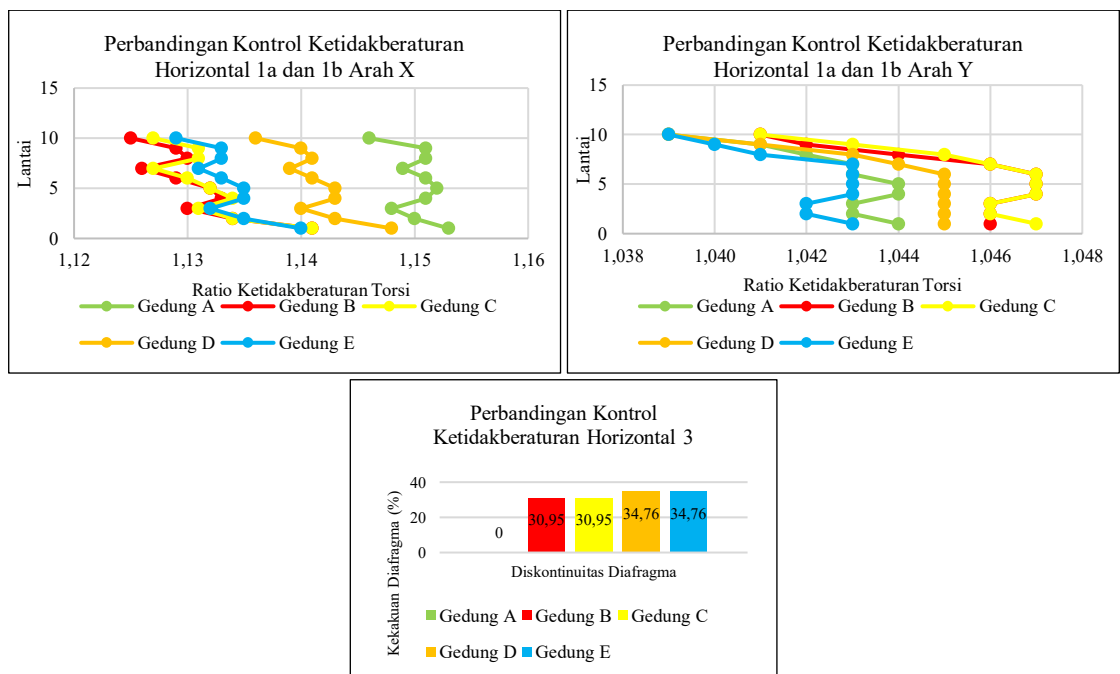 Perbandingan Kontrol Ketidakberaturan
Horizontal 1a dan 1b Arah X
Lantai
15
10
5
0
1,12 1,13 1,14 1,15 1,16
Ratio Ketidakberaturan Torsi
Gedung A Gedung B Gedung C
Gedung D Gedung E
Perbandingan Kontrol Ketidakberaturan
Horizontal 1a dan 1b Arah Y
Lantai
15
10
5
0
1,038 1,040 1,042 1,044 1,046 1,048
Ratio Ketidakberaturan Torsi
Gedung A Gedung B Gedung C
Gedung D Gedung E
Perbandingan Kontrol
Ketidakberaturan Horizontal 3
Kekakuan Diafragma (%)
40
20
0
0 30,95 30,95 34,76 34,76
Diskontinuitas Diafragma
Gedung A Gedung B Gedung C
Gedung D Gedung E